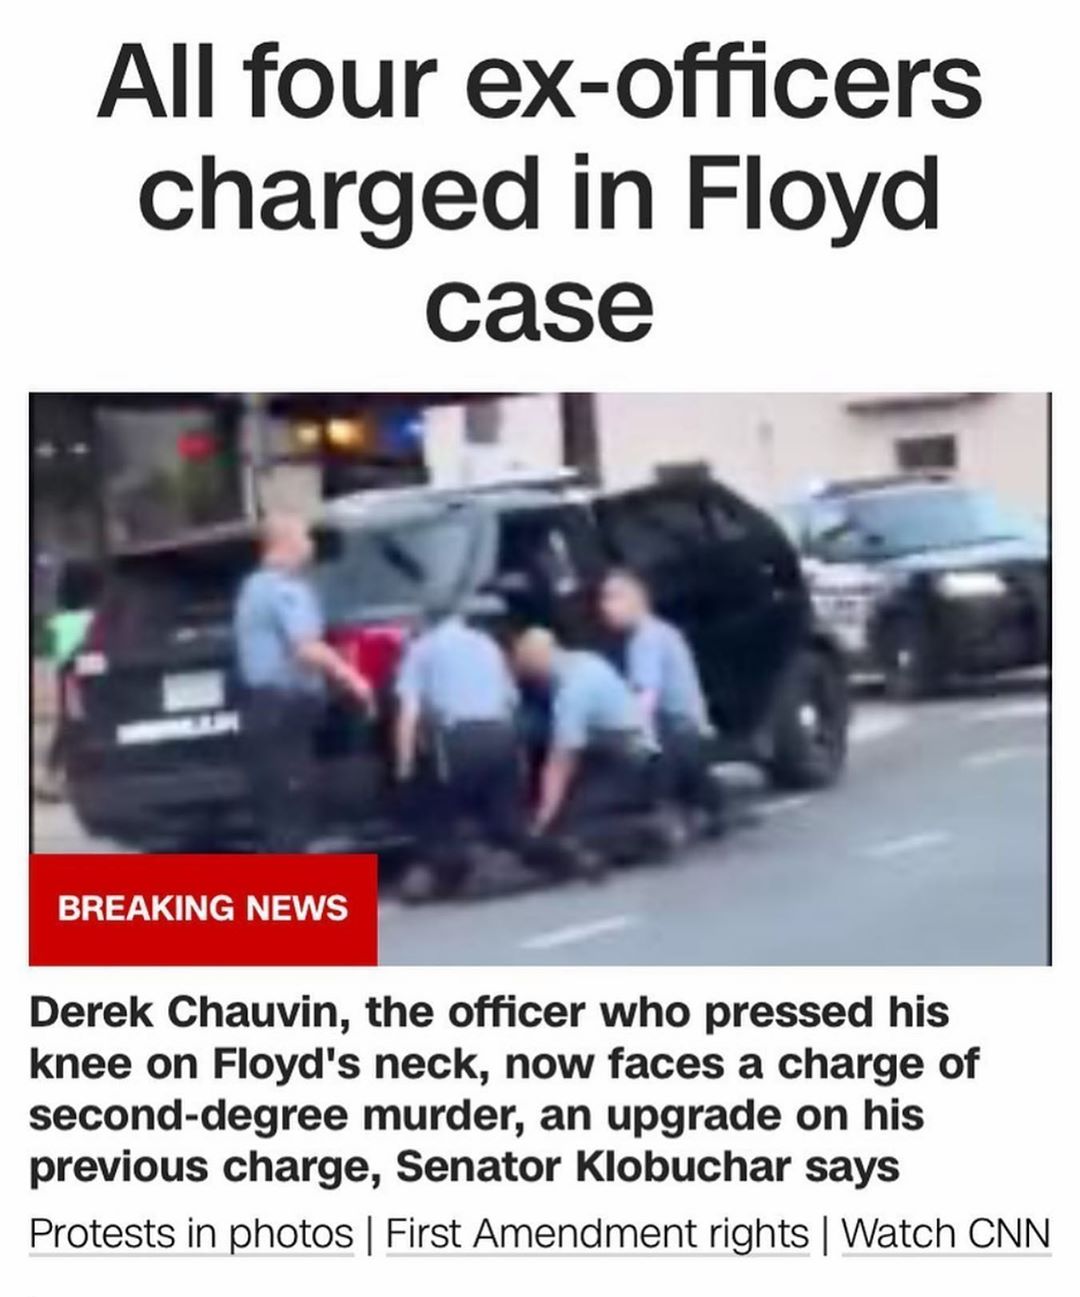 All four ex-officers
charged in Floyd
case
BREAKING NEWS
Derek Chauvin, the officer who pressed his
knee on Floyd's neck, now faces a charge of
second-degree murder, an upgrade on his
previous charge, Senator Klobuchar says
Protests in photos | First Amendment rights | Watch CNN